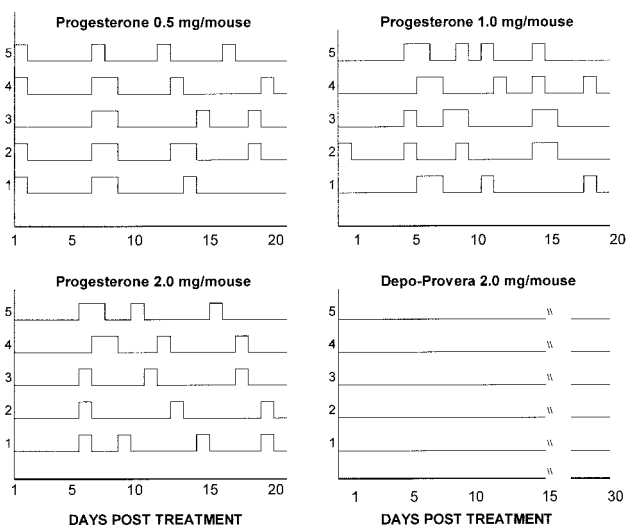 Progesterone 0.5 mg/mouse
5
4
3
2
1
1 5 10 15 20
Progesterone 1.0 mg/mouse
5
4
3
2
1
1 5 10 15 20
Progesterone 2.0 mg/mouse
5
4
3
2
1
1 5 10 15 20
DAYS POST TREATMENT
Depo-Provera 2.0 mg/mouse
5
4
3
2
1
1 5 10 15 30
DAYS POST TREATMENT